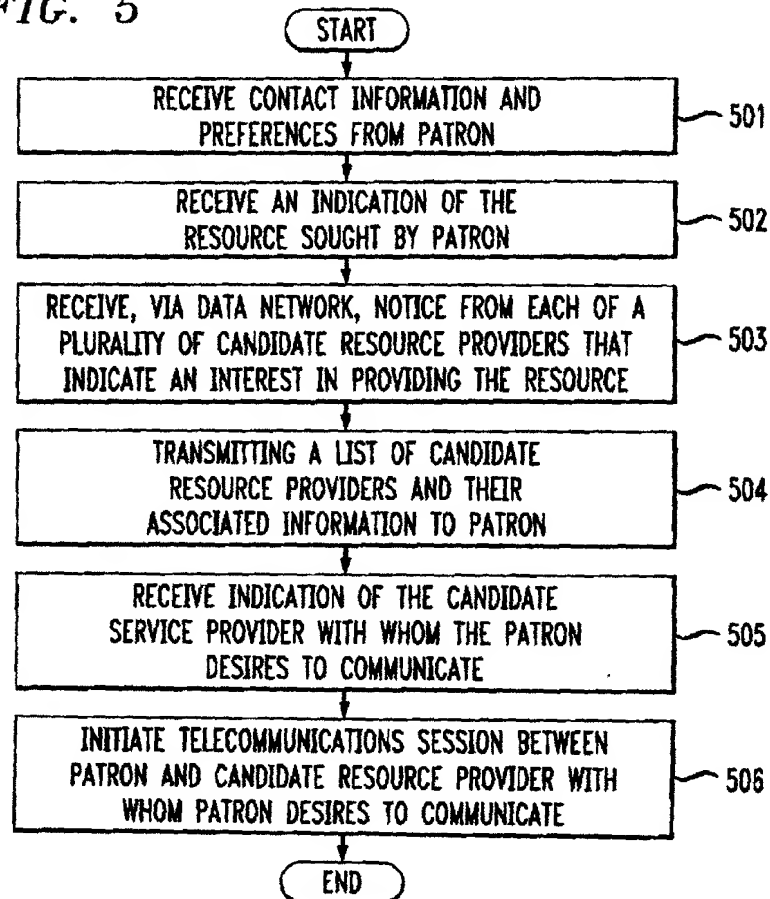 FIG. 5
START
RECEIVE CONTACT INFORMATION AND
PREFERENCES FROM PATRON
501
RECEIVE AN INDICATION OF THE
RESOURCE SOUGHT BY PATRON
502
RECEIVE, VIA DATA NETWORK, NOTICE FROM EACH OF A
PLURALITY OF CANDIDATE RESOURCE PROVIDERS THAT
INDICATE AN INTEREST IN PROVIDING THE RESOURCE
503
TRANSMITTING A LIST OF CANDIDATE
RESOURCE PROVIDERS AND THEIR
ASSOCIATED INFORMATION TO PATRON
504
RECEIVE INDICATION OF THE CANDIDATE
SERVICE PROVIDER WITH WHOM THE PATRON
DESIRES TO COMMUNICATE
505
INITIATE TELECOMMUNICATIONS SESSION BETWEEN
PATRON AND CANDIDATE RESOURCE PROVIDER WITH
WHOM PATRON DESIRES TO COMMUNICATE
506
END